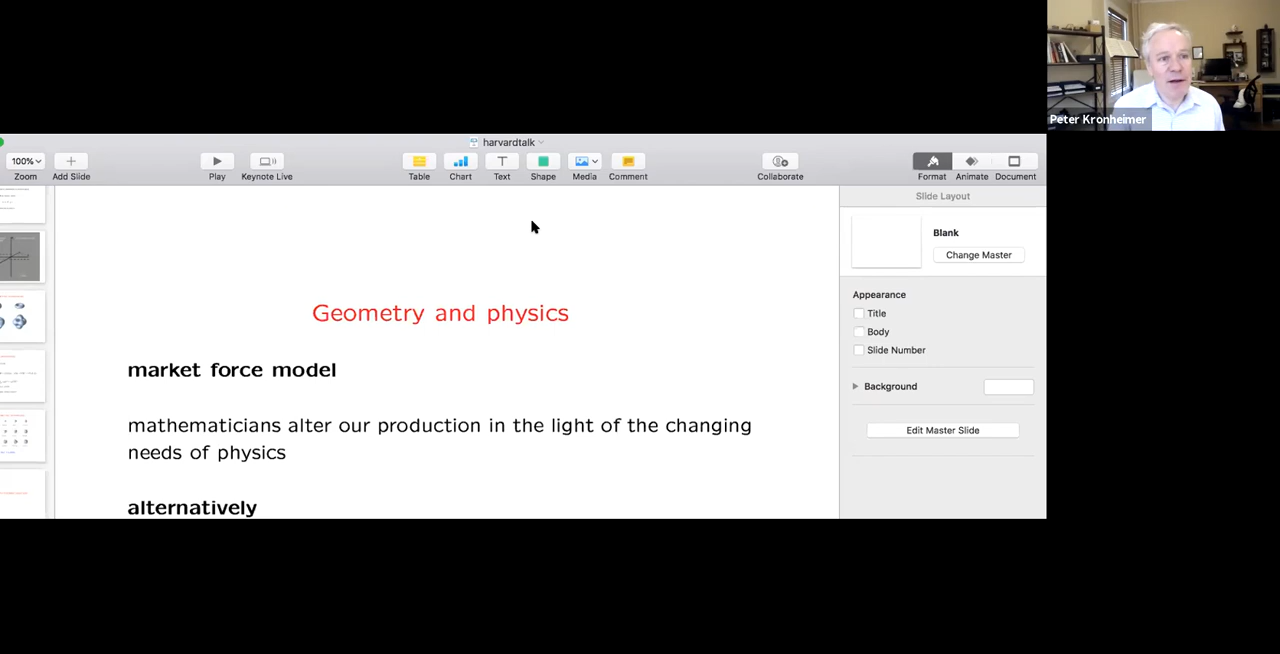 Peter Kronheimer
harvardtalk
100%
Zoom
Add Slide
Play
Keynote Live
Table
Chart
Text
Shape
Media
Comment
Collaborate
Format
Animate
Document
Slide Layout
Blank
Change Master
Appearance
Title
Body
Slide Number
Background
Edit Master Slide
Geometry and physics
market force model
mathematicians alter our production in the light of the changing
needs of physics
alternatively